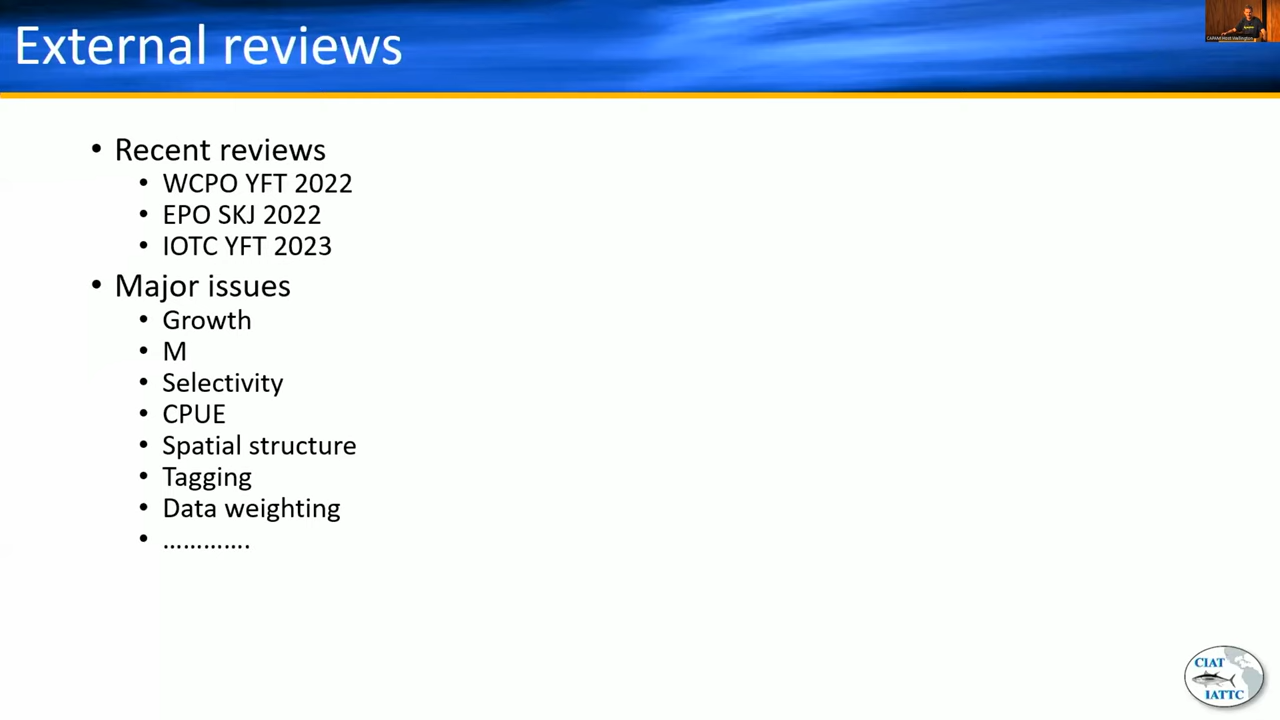 External reviews
• Recent reviews
• WCPO YFT 2022
• EPO SKJ 2022
• IOTC YFT 2023
• Major issues
• Growth
• M
• Selectivity
• CPUE
• Spatial structure
• Tagging
• Data weighting
• ………….
CIAT
IATTC